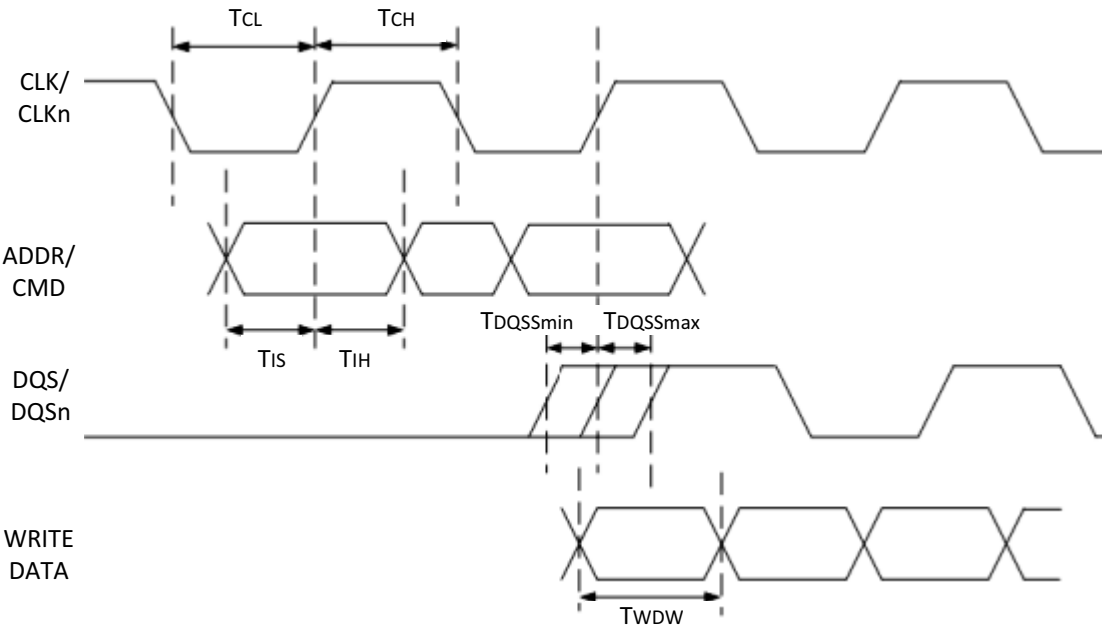 TCL
TCH
CLK/
CLKn
ADDR/
CMD
TDQSSmin
TDQSSmax
TIS
TIH
DQS/
DQSn
WRITE
DATA
TWDW